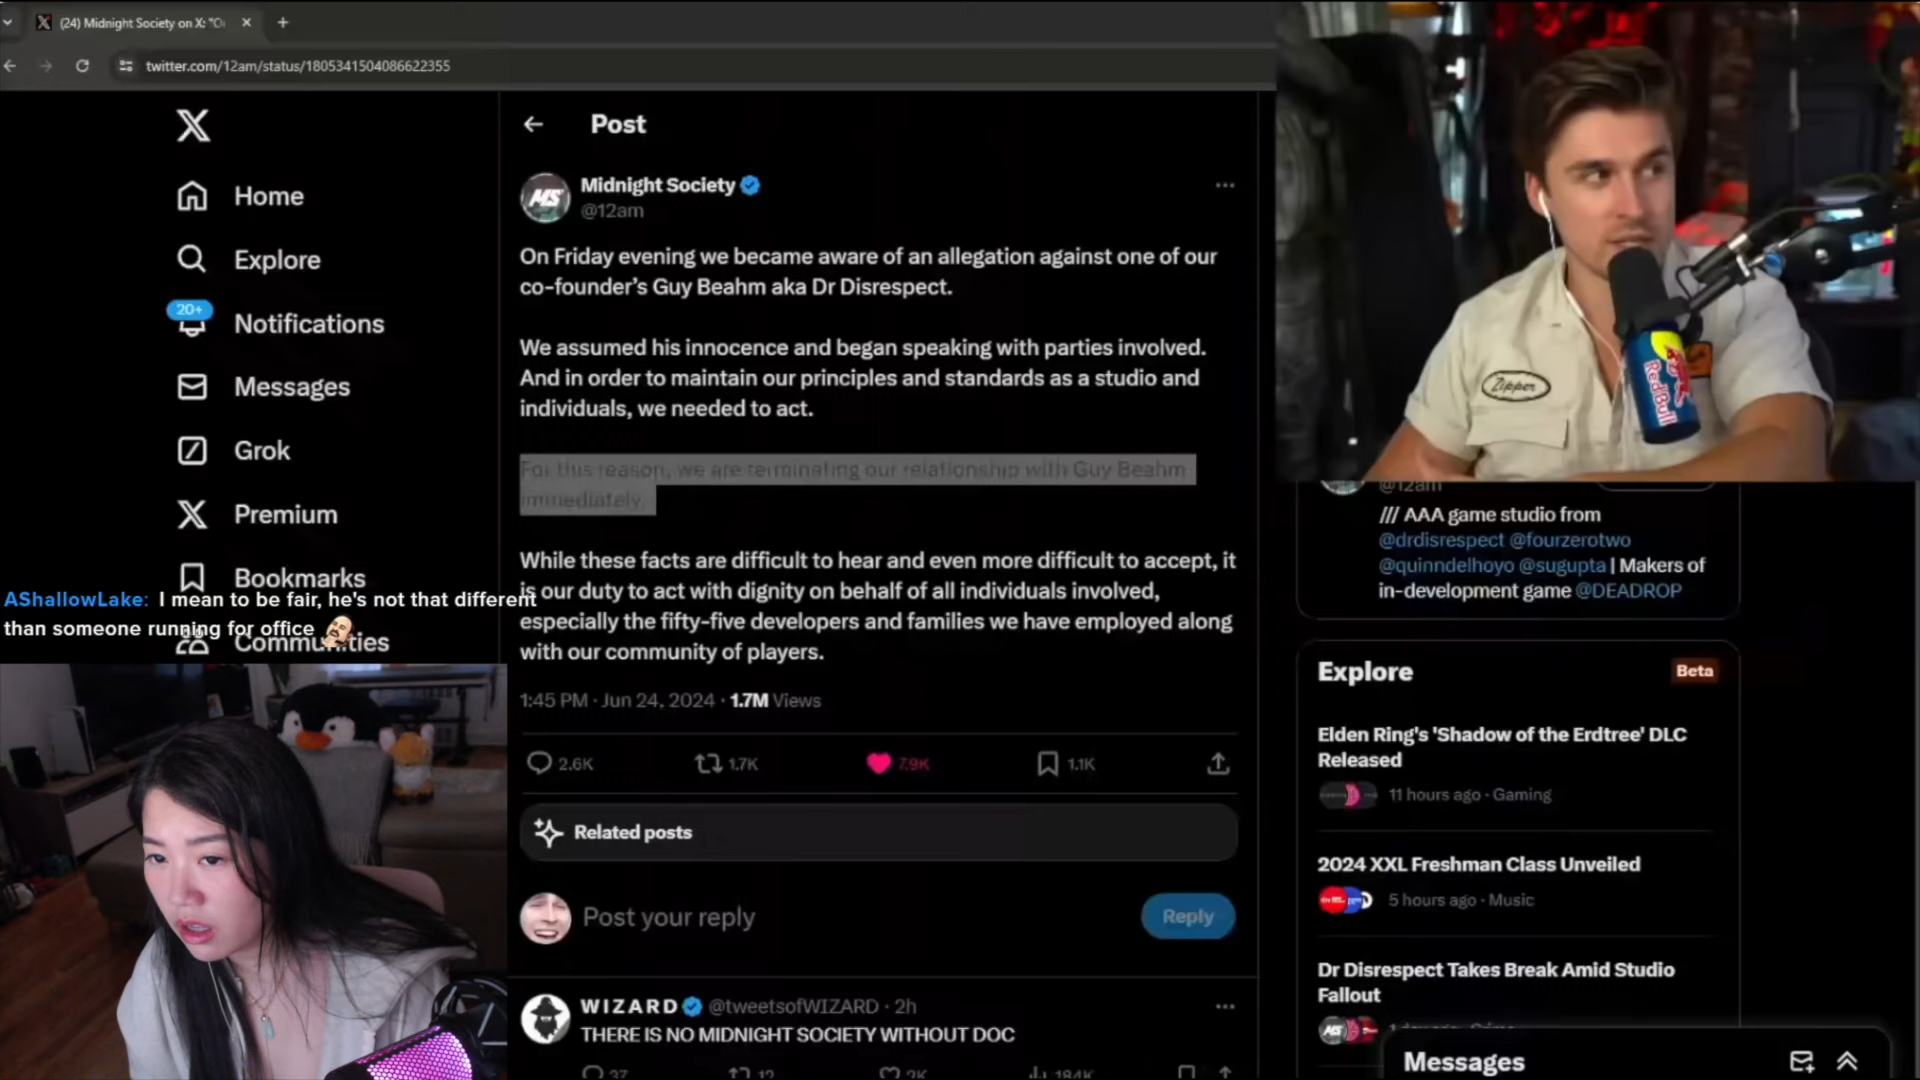 (24) Midnight Society on X: "O
twitter.com/12am/status/1805341504086622355
Home
Explore
20+
Notifications
Messages
Grok
Premium
Bookmarks
Communities
AShallowLake: I mean to be fair, he's not that different
than someone running for office
Post
MS
Midnight Society
@12am
On Friday evening we became aware of an allegation against one of our
co-founder's Guy Beahm aka Dr Disrespect.
We assumed his innocence and began speaking with parties involved.
And in order to maintain our principles and standards as a studio and
individuals, we needed to act.
For this reason, we are terminating our relationship with Guy Beahm
immediately.
While these facts are difficult to hear and even more difficult to accept, it
is our duty to act with dignity on behalf of all individuals involved,
especially the fifty-five developers and families we have employed along
with our community of players.
1:45 PM · Jun 24, 2024 · 1.7M Views
2.6K
1.7K
7.9K
1.1K
Related posts
Post your reply
Reply
WIZARD @tweetsofWIZARD · 2h
THERE IS NO MIDNIGHT SOCIETY WITHOUT DOC
37
12
2K
184K
Zipper
RedBull
@12am
/// AAA game studio from
@drdisrespect @fourzerotwo
@quinndelhoyo @sugupta | Makers of
in-development game @DEADROP
Explore
Beta
Elden Ring's 'Shadow of the Erdtree' DLC
Released
11 hours ago · Gaming
2024 XXL Freshman Class Unveiled
5 hours ago · Music
Dr Disrespect Takes Break Amid Studio
Fallout
MS
Messages